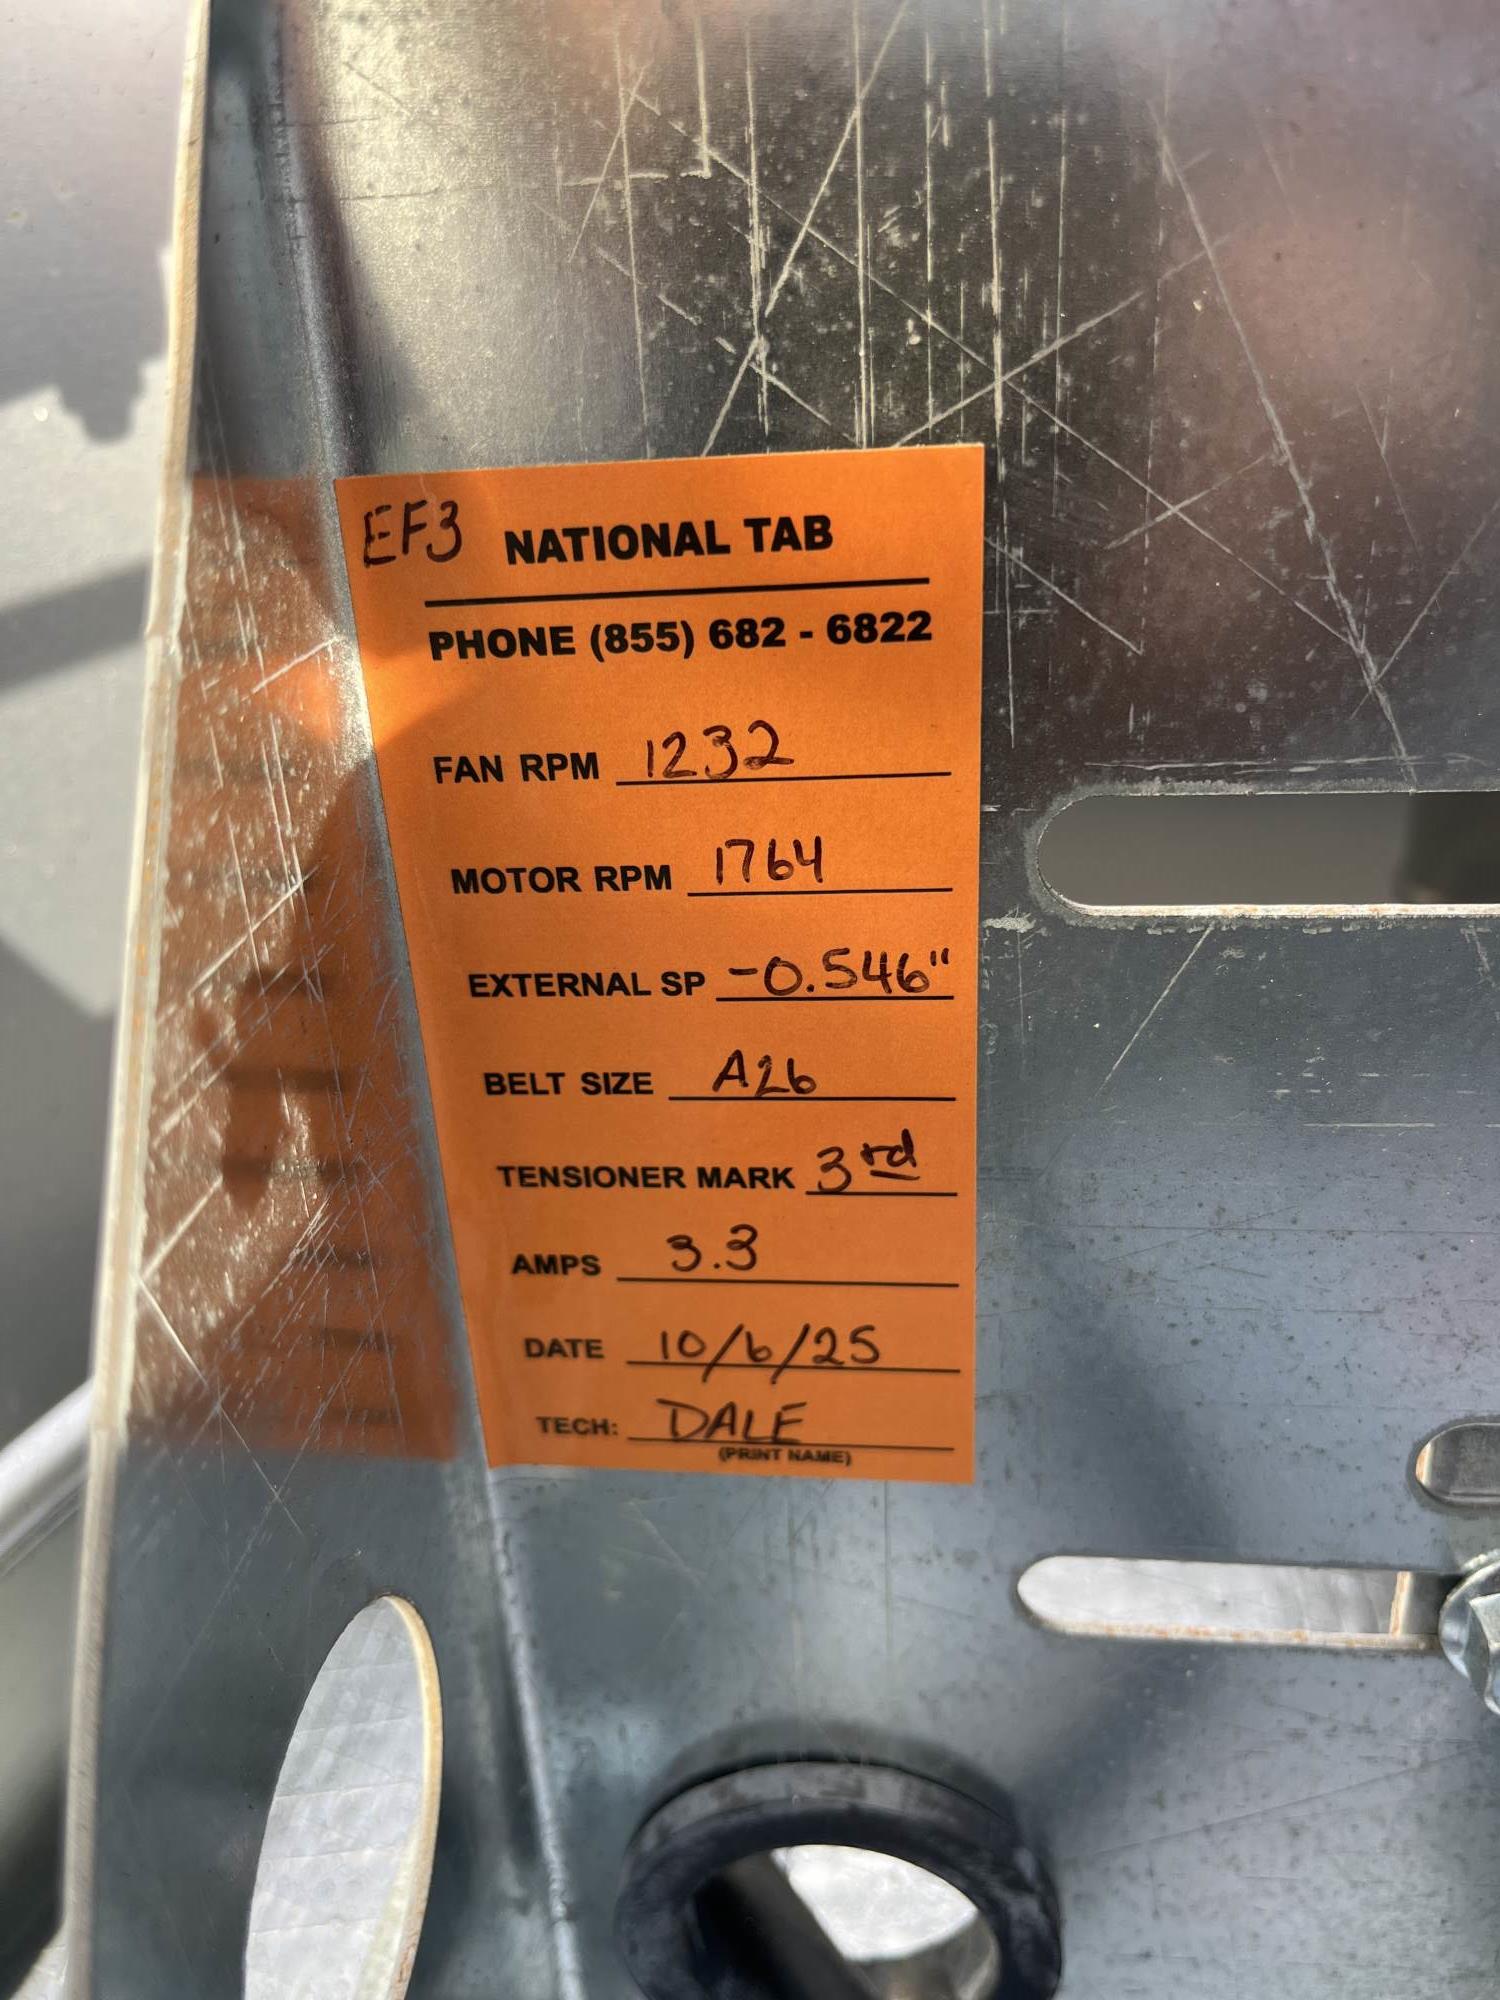 EF3 NATIONAL TAB
PHONE (855) 682 - 6822
FAN RPM 1232
MOTOR RPM 1764
EXTERNAL SP -0.546"
BELT SIZE A26
TENSIONER MARK 3rd
AMPS 3.3
DATE 10/6/25
TECH: DALE
(PRINT NAME)